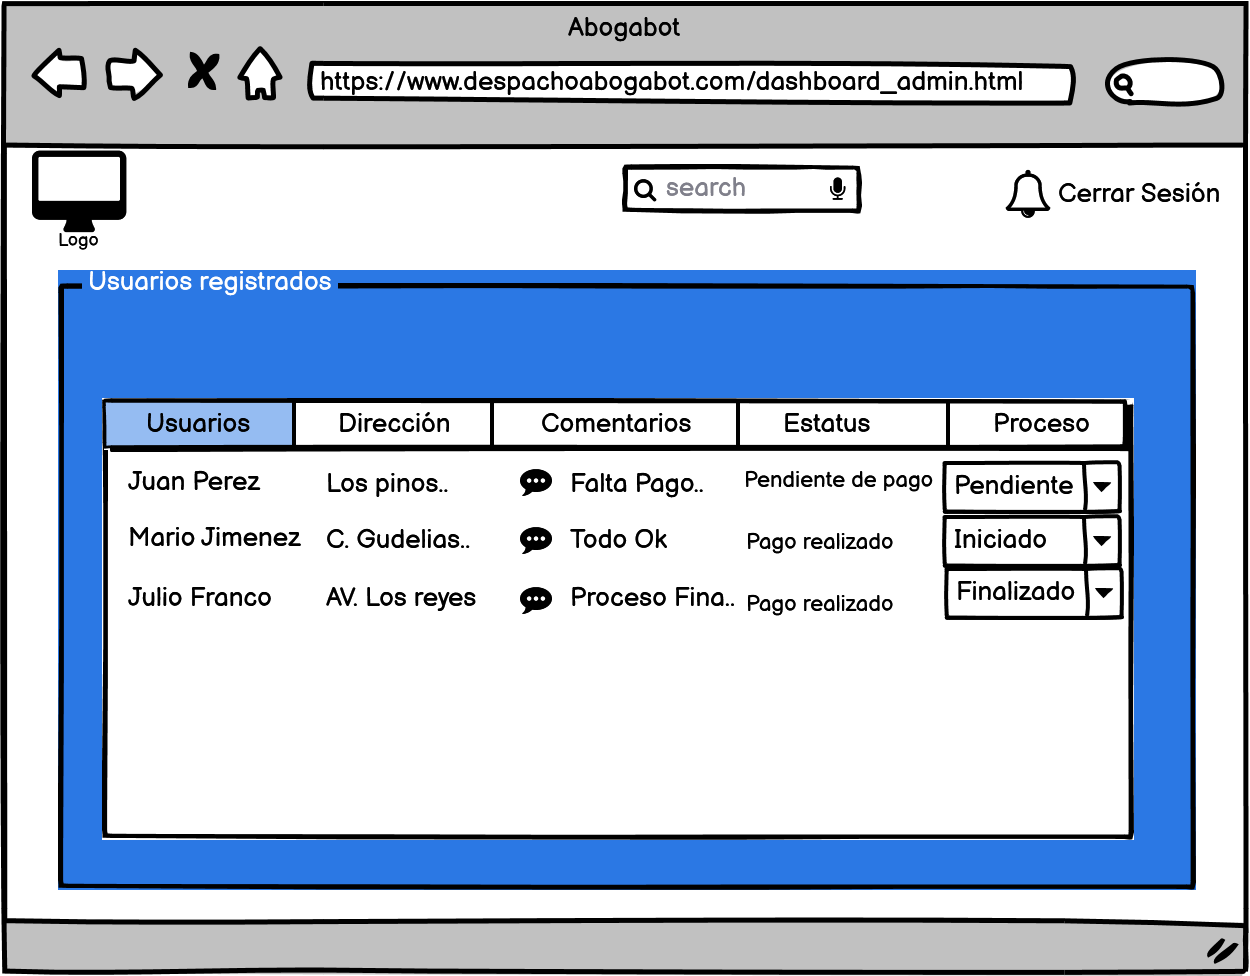 Abogabot
https://www.despachoabogabot.com/dashboard_admin.html
search
Cerrar Sesión
Logo
Usuarios registrados
Usuarios Dirección Comentarios Estatus Proceso
Juan Perez Los pinos.. Falta Pago.. Pendiente de pago Pendiente
Mario Jimenez C. Gudelias.. Todo Ok Pago realizado Iniciado
Julio Franco AV. Los reyes Proceso Fina.. Pago realizado Finalizado